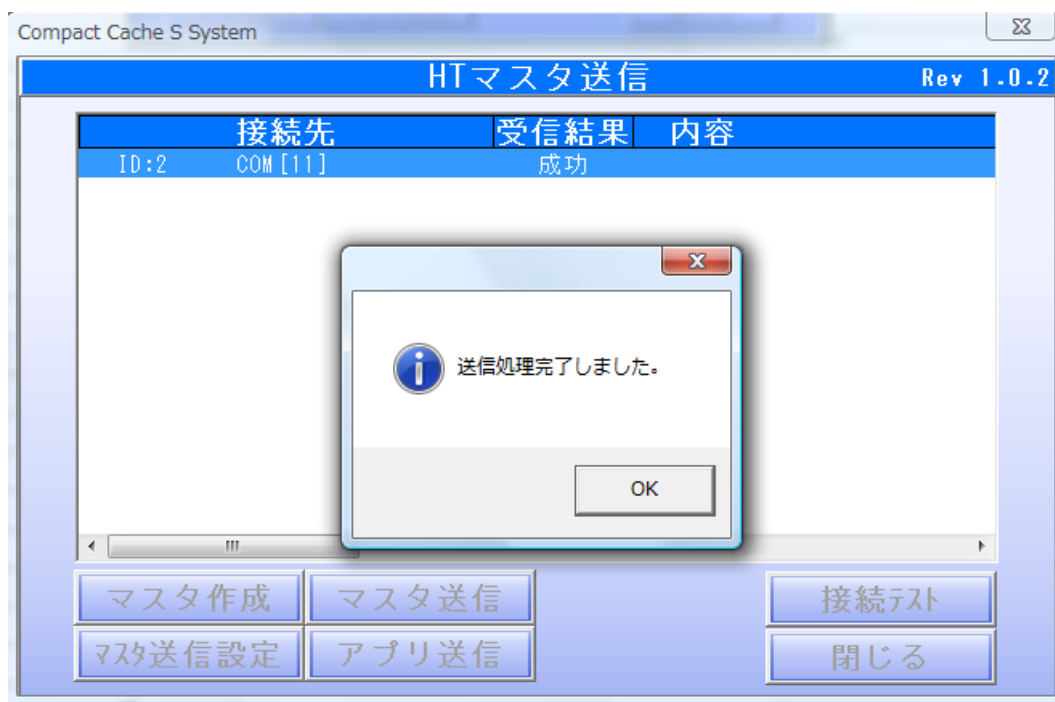 Compact Cache S System
HTマスタ送信 Rev 1.0.2
接続先 受信結果 内容
ID:2 COM[11] 成功
送信処理完了しました。
OK
マスタ作成 マスタ送信 接続ﾃｽﾄ
ﾏｽﾀ送信設定 アプリ送信 閉じる